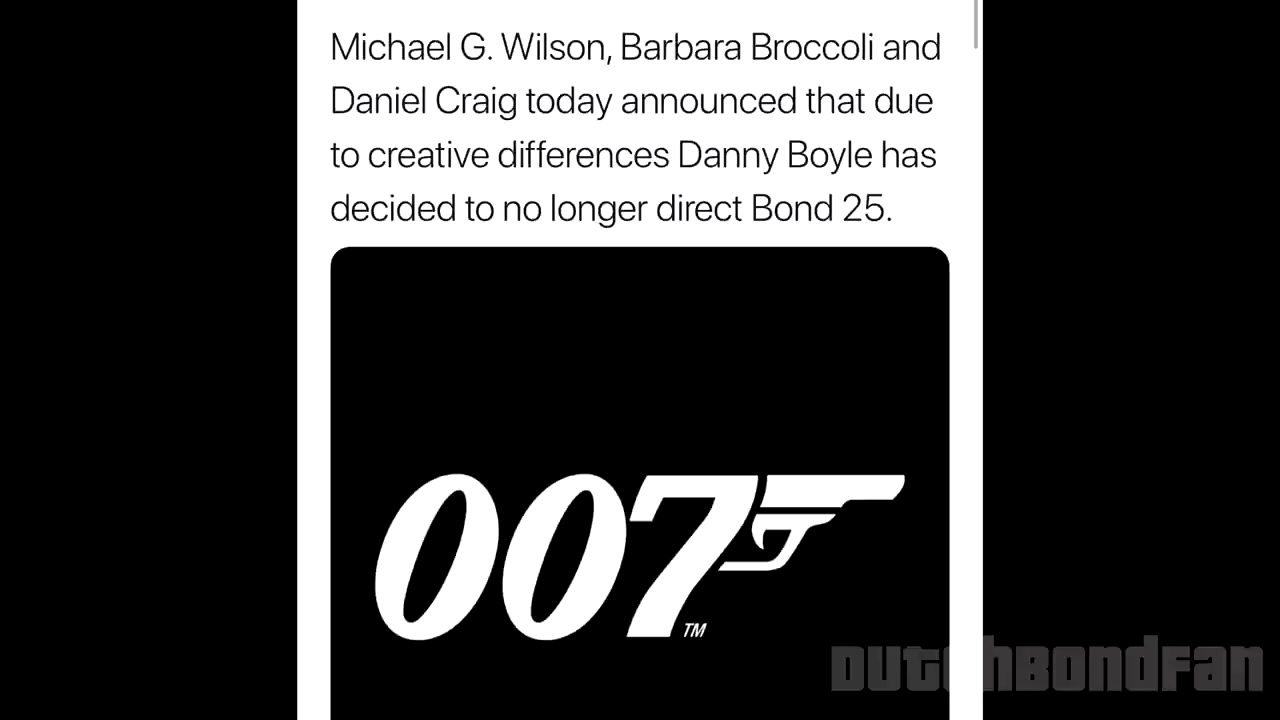 Michael G. Wilson, Barbara Broccoli and
Daniel Craig today announced that due
to creative differences Danny Boyle has
decided to no longer direct Bond 25.
007
TM
DUTCHBONDFAN